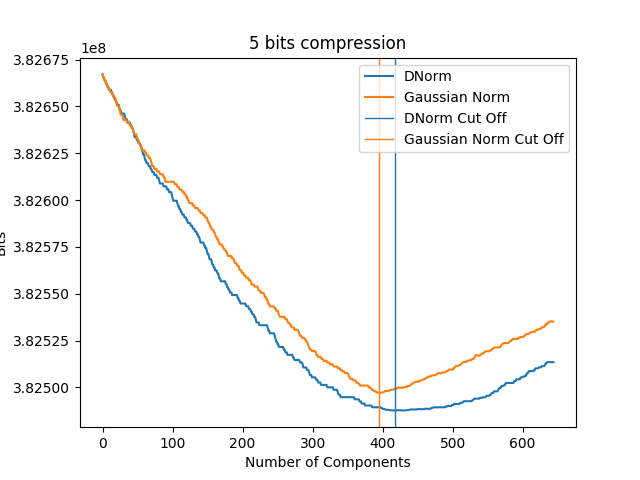 5 bits compression
1e8
3.82675
3.82650
3.82625
3.82600
3.82575
3.82550
3.82525
3.82500
Bits
DNorm
Gaussian Norm
DNorm Cut Off
Gaussian Norm Cut Off
0 100 200 300 400 500 600
Number of Components